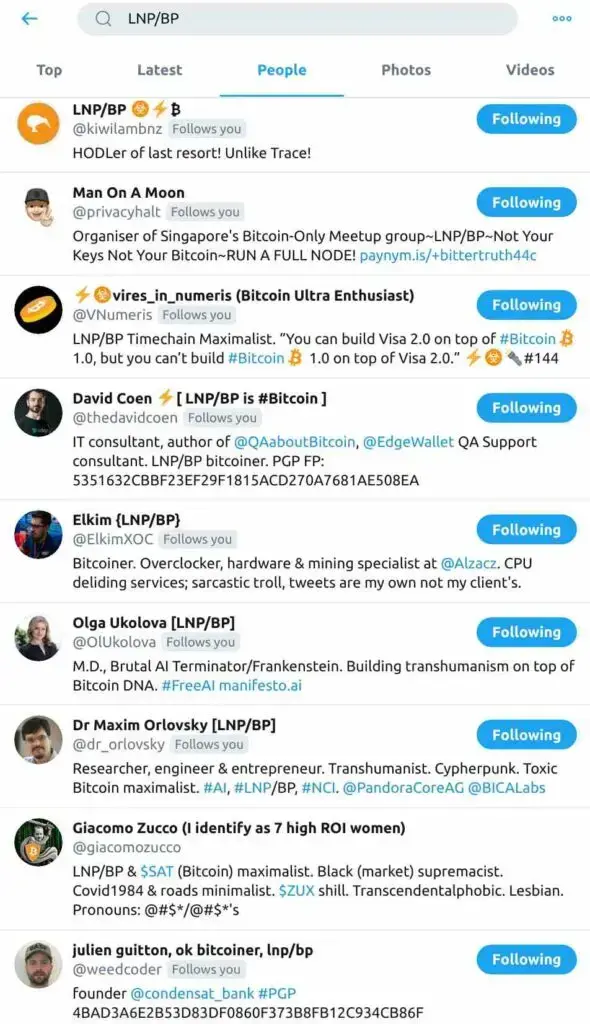 LNP/BP
Top Latest People Photos Videos
LNP/BP ☣️⚡₿
@kiwilambnz Follows you
Following
HODLer of last resort! Unlike Trace!
Man On A Moon
@privacyhalt Follows you
Following
Organiser of Singapore's Bitcoin-Only Meetup group~LNP/BP~Not Your
Keys Not Your Bitcoin~RUN A FULL NODE! paynym.is/+bittertruth44c
⚡☣️vires_in_numeris (Bitcoin Ultra Enthusiast)
@VNumeris Follows you
Following
LNP/BP Timechain Maximalist. “You can build Visa 2.0 on top of #Bitcoin ₿
1.0, but you can’t build #Bitcoin ₿ 1.0 on top of Visa 2.0.” ⚡☣️🔦#144
David Coen ⚡[ LNP/BP is #Bitcoin ]
@thedavidcoen Follows you
Following
IT consultant, author of @QAaboutBitcoin, @EdgeWallet QA Support
consultant. LNP/BP bitcoiner. PGP FP:
5351632CBBF23EF29F1815ACD270A7681AE508EA
Elkim {LNP/BP}
@ElkimXOC Follows you
Following
Bitcoiner. Overclocker, hardware & mining specialist at @Alzacz. CPU
deliding services; sarcastic troll, tweets are my own not my client's.
Olga Ukolova [LNP/BP]
@OlUkolova Follows you
Following
M.D., Brutal AI Terminator/Frankenstein. Building transhumanism on top of
Bitcoin DNA. #FreeAI manifesto.ai
Dr Maxim Orlovsky [LNP/BP]
@dr_orlovsky Follows you
Following
Researcher, engineer & entrepreneur. Transhumanist. Cypherpunk. Toxic
Bitcoin maximalist. #AI, #LNP/BP, #NCI. @PandoraCoreAG @BICALabs
Giacomo Zucco (I identify as 7 high ROI women)
@giacomozucco
LNP/BP & $SAT (Bitcoin) maximalist. Black (market) supremacist.
Covid1984 & roads minimalist. $ZUX shill. Transcendentalphobic. Lesbian.
Pronouns: @#$*/@#$*'s
julien guitton, ok bitcoiner, lnp/bp
@weedcoder Follows you
Following
founder @condensat_bank #PGP
4BAD3A6E2B53D83DF0860F373B8FB12C934CB86F